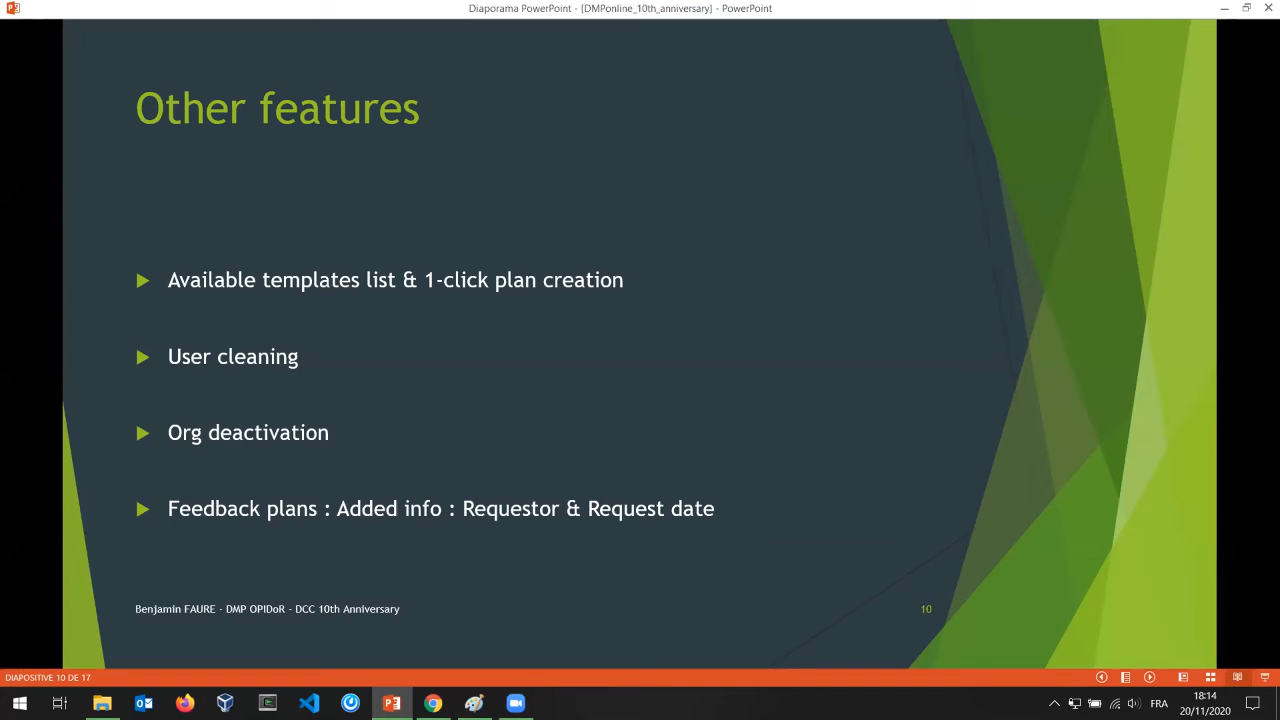 Diaporama PowerPoint - [DMPonline_10th_anniversary] - PowerPoint
Other features
Available templates list & 1-click plan creation
User cleaning
Org deactivation
Feedback plans : Added info : Requestor & Request date
Benjamin FAURE - DMP OPIDoR - DCC 10th Anniversary
10
DIAPOSITIVE 10 DE 17
18:14
FRA
20/11/2020